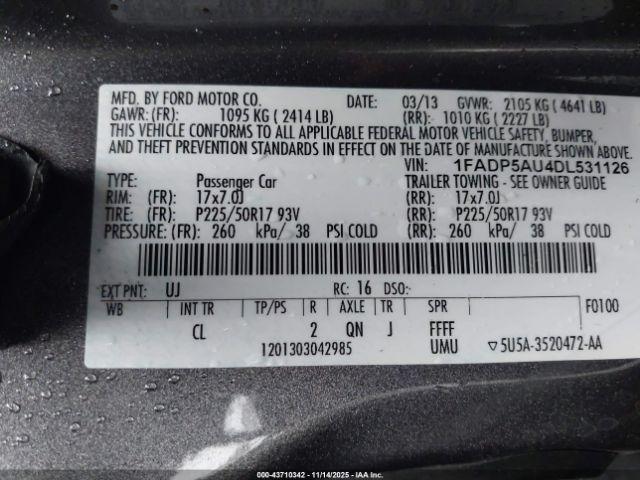 MFD. BY FORD MOTOR CO. DATE: 03/13 GVWR: 2105 KG ( 4641 LB)
GAWR: (FR): 1095 KG ( 2414 LB) (RR): 1010 KG ( 2227 LB)
THIS VEHICLE CONFORMS TO ALL APPLICABLE FEDERAL MOTOR VEHICLE SAFETY, BUMPER,
AND THEFT PREVENTION STANDARDS IN EFFECT ON THE DATE OF MANUFACTURE SHOWN ABOVE.
VIN: 1FADP5AU4DL531126
TYPE: Passenger Car TRAILER TOWING - SEE OWNER GUIDE
RIM: (FR): 17x7.0J (RR): 17x7.0J
TIRE: (FR): P225/50R17 93V (RR): P225/50R17 93V
PRESSURE: (FR): 260 kPa/ 38 PSI COLD (RR): 260 kPa/ 38 PSI COLD
EXT PNT: UJ RC: 16 DSO:
WB INT TR TP/PS R AXLE TR SPR F0100
CL 2 QN J FFFF
1201303042985 UMU ▽5U5A-3520472-AA
000-43710342 - 11/14/2025 - IAA Inc.